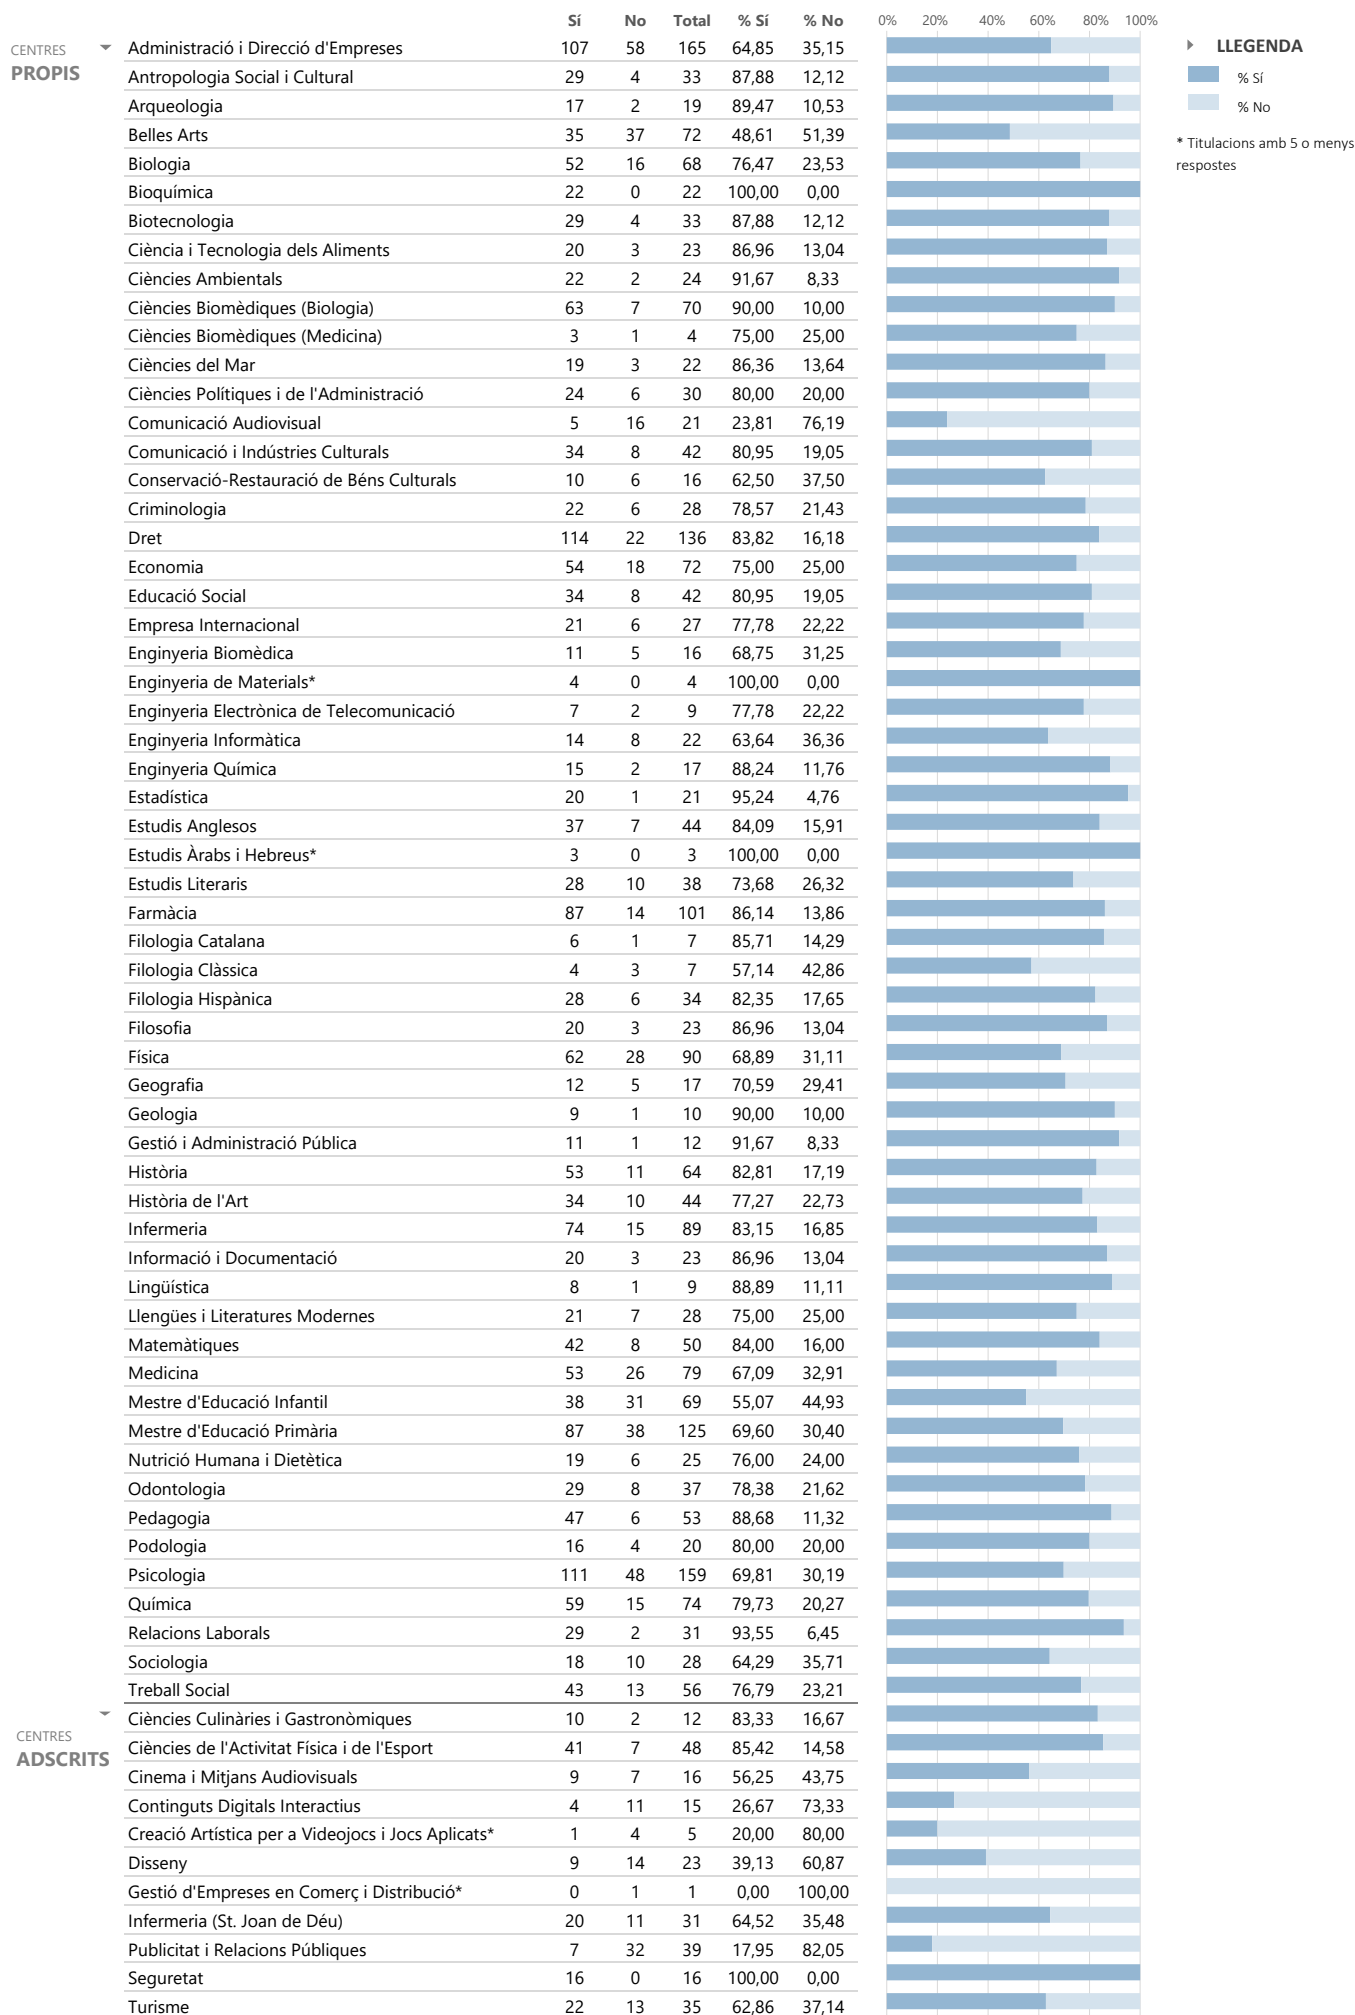 Sí No Total % Sí % No 0% 20% 40% 60% 80% 100%
CENTRES
PROPIS
LLEGENDA
% Sí
% No
* Titulacions amb 5 o menys
respostes
Administració i Direcció d'Empreses 107 58 165 64,85 35,15
Antropologia Social i Cultural 29 4 33 87,88 12,12
Arqueologia 17 2 19 89,47 10,53
Belles Arts 35 37 72 48,61 51,39
Biologia 52 16 68 76,47 23,53
Bioquímica 22 0 22 100,00 0,00
Biotecnologia 29 4 33 87,88 12,12
Ciència i Tecnologia dels Aliments 20 3 23 86,96 13,04
Ciències Ambientals 22 2 24 91,67 8,33
Ciències Biomèdiques (Biologia) 63 7 70 90,00 10,00
Ciències Biomèdiques (Medicina) 3 1 4 75,00 25,00
Ciències del Mar 19 3 22 86,36 13,64
Ciències Polítiques i de l'Administració 24 6 30 80,00 20,00
Comunicació Audiovisual 5 16 21 23,81 76,19
Comunicació i Indústries Culturals 34 8 42 80,95 19,05
Conservació-Restauració de Béns Culturals 10 6 16 62,50 37,50
Criminologia 22 6 28 78,57 21,43
Dret 114 22 136 83,82 16,18
Economia 54 18 72 75,00 25,00
Educació Social 34 8 42 80,95 19,05
Empresa Internacional 21 6 27 77,78 22,22
Enginyeria Biomèdica 11 5 16 68,75 31,25
Enginyeria de Materials* 4 0 4 100,00 0,00
Enginyeria Electrònica de Telecomunicació 7 2 9 77,78 22,22
Enginyeria Informàtica 14 8 22 63,64 36,36
Enginyeria Química 15 2 17 88,24 11,76
Estadística 20 1 21 95,24 4,76
Estudis Anglesos 37 7 44 84,09 15,91
Estudis Àrabs i Hebreus* 3 0 3 100,00 0,00
Estudis Literaris 28 10 38 73,68 26,32
Farmàcia 87 14 101 86,14 13,86
Filologia Catalana 6 1 7 85,71 14,29
Filologia Clàssica 4 3 7 57,14 42,86
Filologia Hispànica 28 6 34 82,35 17,65
Filosofia 20 3 23 86,96 13,04
Física 62 28 90 68,89 31,11
Geografia 12 5 17 70,59 29,41
Geologia 9 1 10 90,00 10,00
Gestió i Administració Pública 11 1 12 91,67 8,33
Història 53 11 64 82,81 17,19
Història de l'Art 34 10 44 77,27 22,73
Infermeria 74 15 89 83,15 16,85
Informació i Documentació 20 3 23 86,96 13,04
Lingüística 8 1 9 88,89 11,11
Llengües i Literatures Modernes 21 7 28 75,00 25,00
Matemàtiques 42 8 50 84,00 16,00
Medicina 53 26 79 67,09 32,91
Mestre d'Educació Infantil 38 31 69 55,07 44,93
Mestre d'Educació Primària 87 38 125 69,60 30,40
Nutrició Humana i Dietètica 19 6 25 76,00 24,00
Odontologia 29 8 37 78,38 21,62
Pedagogia 47 6 53 88,68 11,32
Podologia 16 4 20 80,00 20,00
Psicologia 111 48 159 69,81 30,19
Química 59 15 74 79,73 20,27
Relacions Laborals 29 2 31 93,55 6,45
Sociologia 18 10 28 64,29 35,71
Treball Social 43 13 56 76,79 23,21
CENTRES
ADSCRITS
Ciències Culinàries i Gastronòmiques 10 2 12 83,33 16,67
Ciències de l'Activitat Física i de l'Esport 41 7 48 85,42 14,58
Cinema i Mitjans Audiovisuals 9 7 16 56,25 43,75
Continguts Digitals Interactius 4 11 15 26,67 73,33
Creació Artística per a Videojocs i Jocs Aplicats* 1 4 5 20,00 80,00
Disseny 9 14 23 39,13 60,87
Gestió d'Empreses en Comerç i Distribució* 0 1 1 0,00 100,00
Infermeria (St. Joan de Déu) 20 11 31 64,52 35,48
Publicitat i Relacions Públiques 7 32 39 17,95 82,05
Seguretat 16 0 16 100,00 0,00
Turisme 22 13 35 62,86 37,14